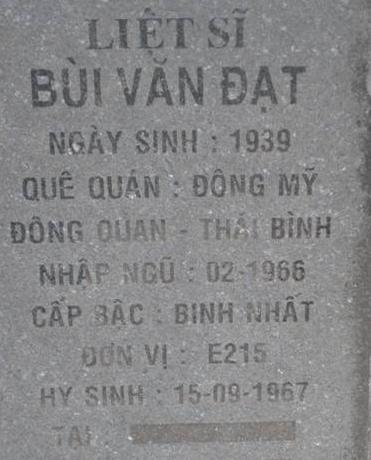 LIỆT SĨ
BÙI VĂN ĐẠT
NGÀY SINH : 1939
QUÊ QUÁN : ĐÔNG MỸ
ĐÔNG QUAN - THÁI BÌNH
NHẬP NGŨ : 02-1966
CẤP BẬC : BINH NHẤT
ĐƠN VỊ : E215
HY SINH : 15-09-1967
TẠI :